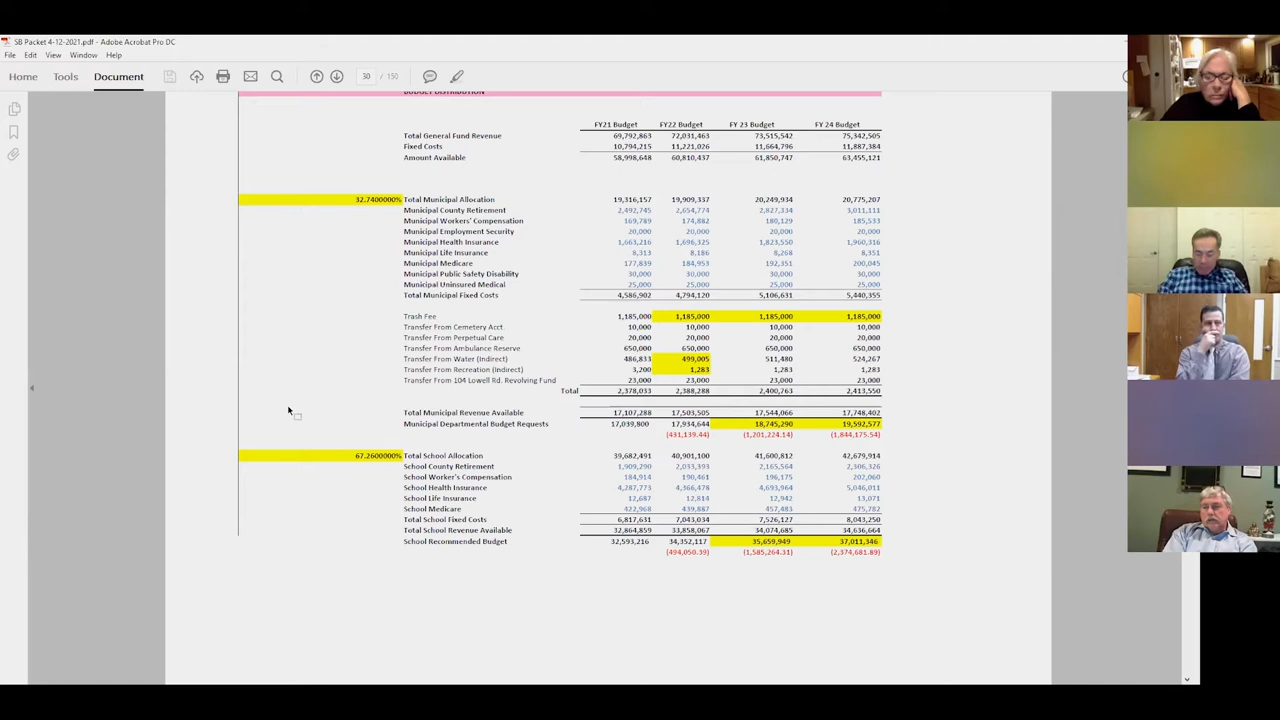 SB Packet 4-12-2021.pdf - Adobe Acrobat Pro DC
File Edit View Window Help
Home Tools Document 30 / 150
BUDGET DISTRIBUTION
FY21 Budget FY22 Budget FY 23 Budget FY 24 Budget
Total General Fund Revenue 69,792,863 72,031,463 73,515,542 75,342,505
Fixed Costs 10,794,215 11,221,026 11,664,796 11,887,384
Amount Available 58,998,648 60,810,437 61,850,747 63,455,121
32.7400000% Total Municipal Allocation 19,316,157 19,909,337 20,249,934 20,775,207
Municipal County Retirement 2,492,745 2,654,774 2,827,334 3,011,111
Municipal Workers' Compensation 169,789 174,882 180,129 185,533
Municipal Employment Security 20,000 20,000 20,000 20,000
Municipal Health Insurance 1,663,216 1,696,325 1,823,550 1,960,316
Municipal Life Insurance 8,313 8,186 8,268 8,351
Municipal Medicare 177,839 184,953 192,351 200,045
Municipal Public Safety Disability 30,000 30,000 30,000 30,000
Municipal Uninsured Medical 25,000 25,000 25,000 25,000
Total Municipal Fixed Costs 4,586,902 4,794,120 5,106,631 5,440,355
Trash Fee 1,185,000 1,185,000 1,185,000 1,185,000
Transfer From Cemetery Acct. 10,000 10,000 10,000 10,000
Transfer From Perpetual Care 20,000 20,000 20,000 20,000
Transfer From Ambulance Reserve 650,000 650,000 650,000 650,000
Transfer From Water (Indirect) 486,833 499,005 511,480 524,267
Transfer From Recreation (Indirect) 3,200 1,283 1,283 1,283
Transfer From 104 Lowell Rd. Revolving Fund 23,000 23,000 23,000 23,000
Total 2,378,033 2,388,288 2,400,763 2,413,550
Total Municipal Revenue Available 17,107,288 17,503,505 17,544,066 17,748,402
Municipal Departmental Budget Requests 17,039,800 17,934,644 18,745,290 19,592,577
(431,139.44) (1,201,224.14) (1,844,175.54)
67.2600000% Total School Allocation 39,682,491 40,901,100 41,600,812 42,679,914
School County Retirement 1,909,290 2,033,393 2,165,564 2,306,326
School Worker's Compensation 184,914 190,461 196,175 202,060
School Health Insurance 4,287,773 4,366,478 4,693,964 5,046,011
School Life Insurance 12,687 12,814 12,942 13,071
School Medicare 422,968 439,887 457,483 475,782
Total School Fixed Costs 6,817,631 7,043,034 7,526,127 8,043,250
Total School Revenue Available 32,864,859 33,858,067 34,074,685 34,636,664
School Recommended Budget 32,593,216 34,352,117 35,659,949 37,011,346
(494,050.39) (1,585,264.31) (2,374,681.89)